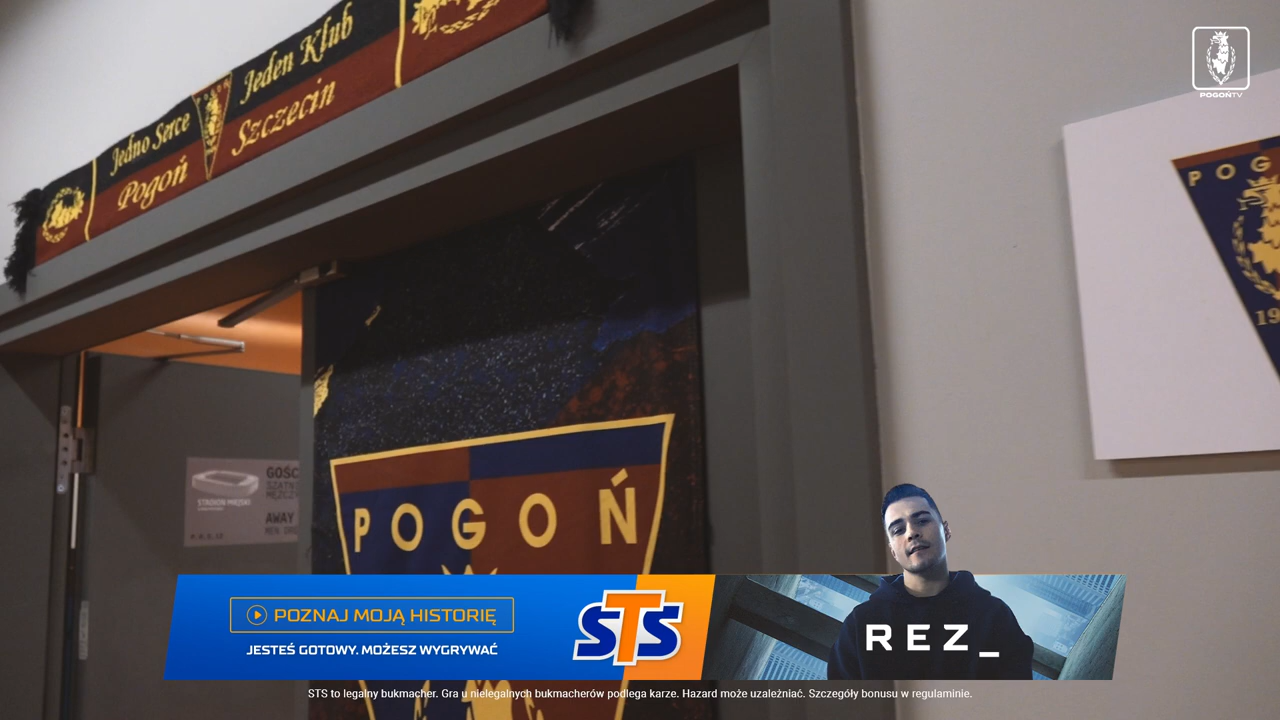 Jedno Serce
Jeden Klub
Pogoń
Szczecin
POGOŃTV
POG
19
STADION MIEJSKI
GOŚC
AWAY
POGOŃ
POZNAJ MOJĄ HISTORIĘ
JESTEŚ GOTOWY. MOŻESZ WYGRYWAĆ
STS
REZ_
STS to legalny bukmacher. Gra u nielegalnych bukmacherów podlega karze. Hazard może uzależniać. Szczegóły bonusu w regulaminie.